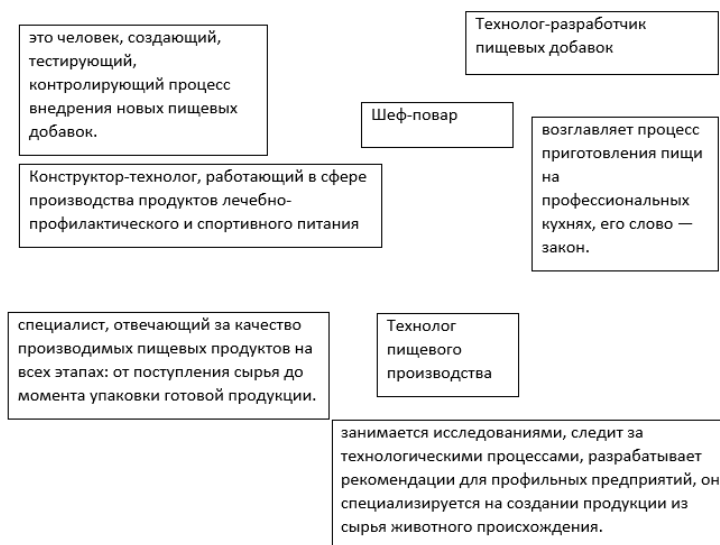 это человек, создающий,
тестирующий,
контролирующий процесс
внедрения новых пищевых
добавок.
Технолог-разработчик
пищевых добавок
Шеф-повар
возглавляет процесс
приготовления пищи
на
профессиональных
кухнях, его слово —
закон.
Конструктор-технолог, работающий в сфере
производства продуктов лечебно-
профилактического и спортивного питания
специалист, отвечающий за качество
производимых пищевых продуктов на
всех этапах: от поступления сырья до
момента упаковки готовой продукции.
Технолог
пищевого
производства
занимается исследованиями, следит за
технологическими процессами, разрабатывает
рекомендации для профильных предприятий, он
специализируется на создании продукции из
сырья животного происхождения.